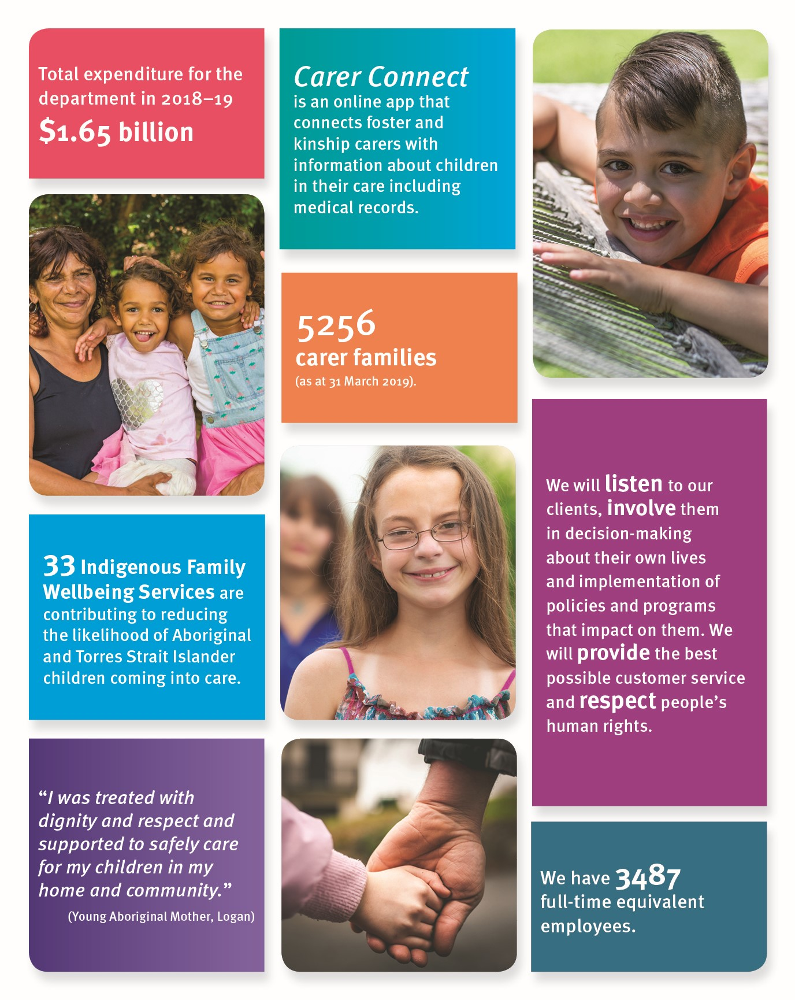 Total expenditure for the
department in 2018–19
$1.65 billion
Carer Connect
is an online app that
connects foster and
kinship carers with
information about children
in their care including
medical records.
5256
carer families
(as at 31 March 2019).
33 Indigenous Family
Wellbeing Services are
contributing to reducing
the likelihood of Aboriginal
and Torres Strait Islander
children coming into care.
We will listen to our
clients, involve them
in decision-making
about their own lives
and implementation of
policies and programs
that impact on them. We
will provide the best
possible customer service
and respect people’s
human rights.
“I was treated with
dignity and respect and
supported to safely care
for my children in my
home and community.”
(Young Aboriginal Mother, Logan)
We have 3487
full-time equivalent
employees.